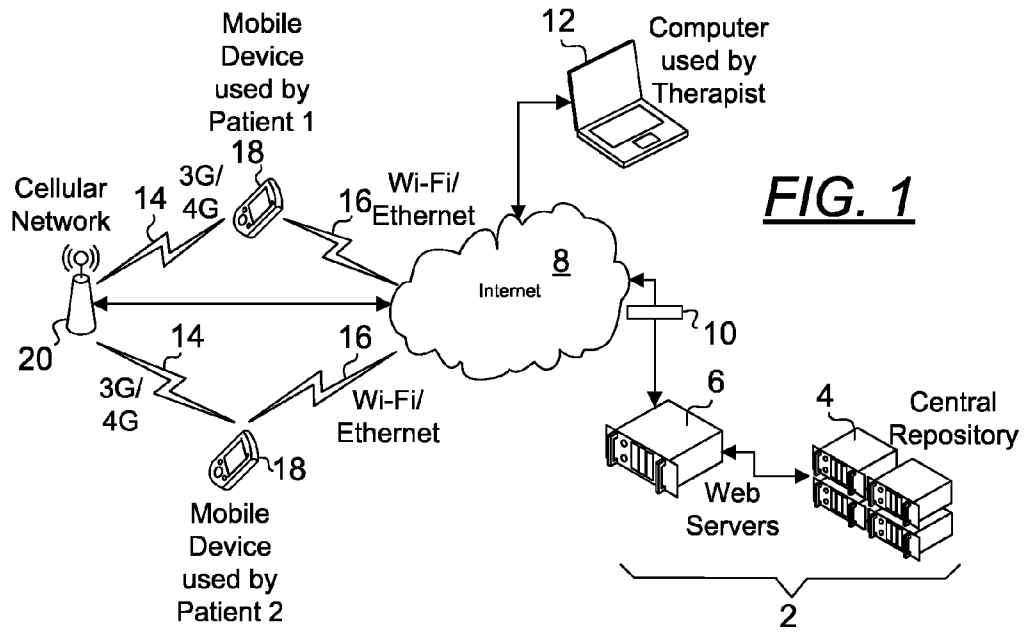 Mobile
Device
used by
Patient 1
18
12
Computer
used by
Therapist
FIG. 1
Cellular
Network
14
3G/
4G
16
Wi-Fi/
Ethernet
8
Internet
10
20
14
3G/
4G
16
Wi-Fi/
Ethernet
18
Mobile
Device
used by
Patient 2
6
4
Central
Repository
Web
Servers
2